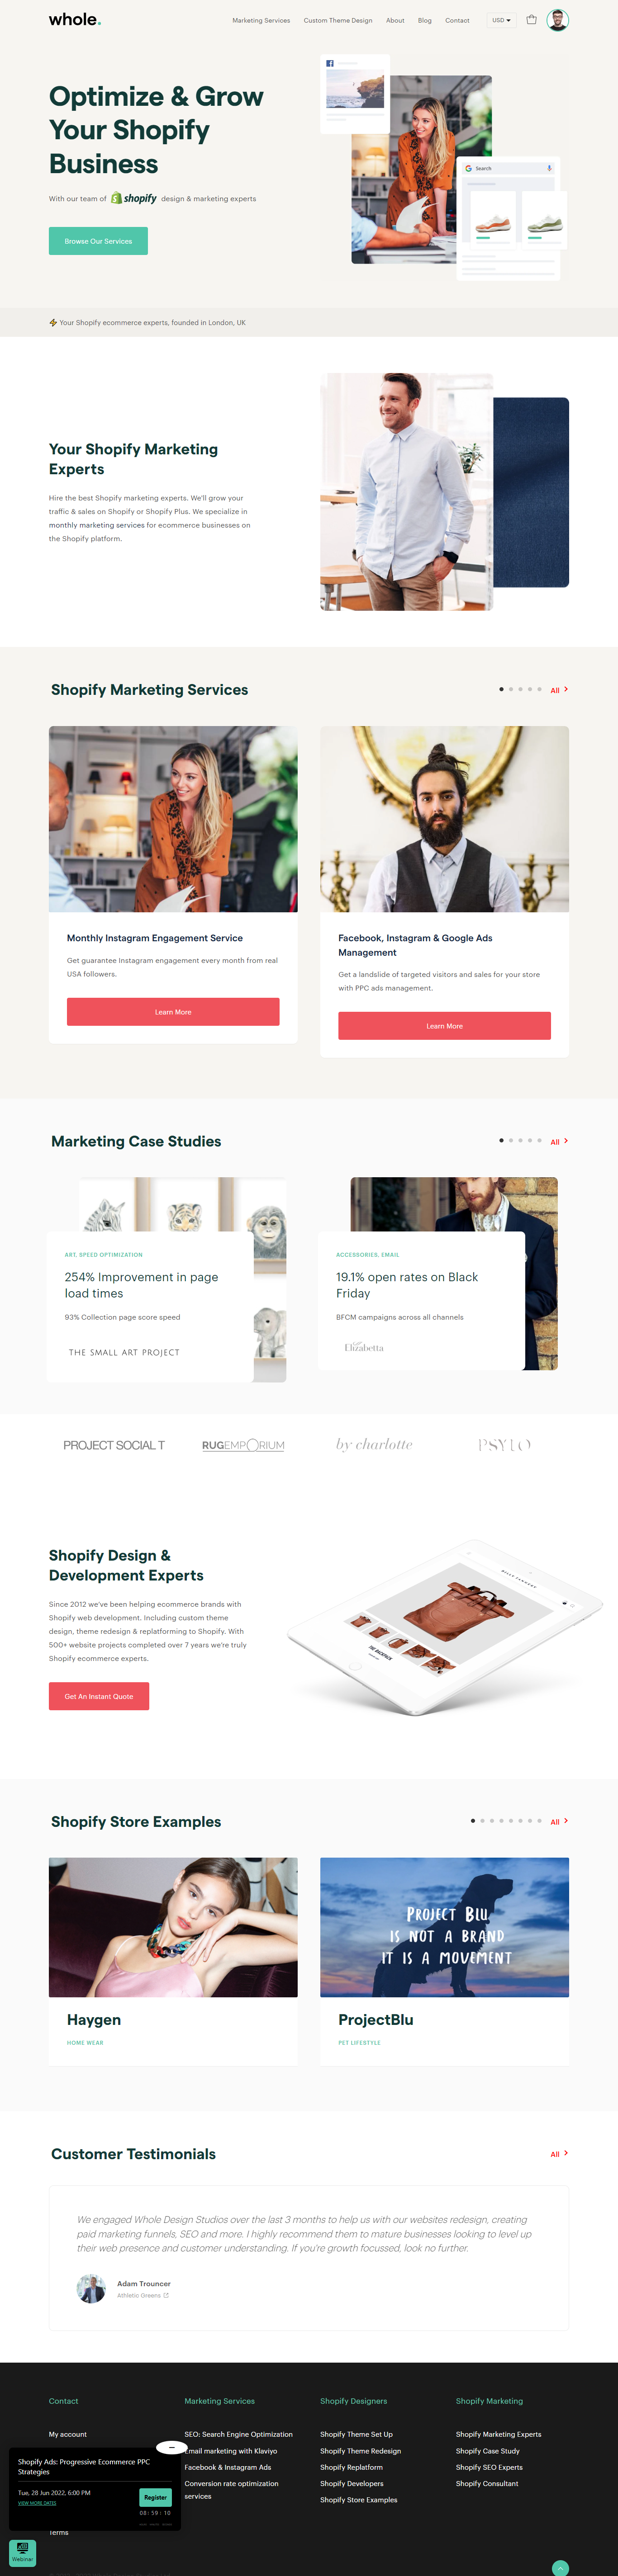 whole.
Marketing Services
Custom Theme Design
About
Blog
Contact
USD
Optimize & Grow
Your Shopify
Business
With our team of shopify design & marketing experts
Browse Our Services
Search
Your Shopify ecommerce experts, founded in London, UK
Your Shopify Marketing
Experts
Hire the best Shopify marketing experts. We'll grow your
traffic & sales on Shopify or Shopify Plus. We specialize in
monthly marketing services for ecommerce businesses on
the Shopify platform.
Shopify Marketing Services
All
Monthly Instagram Engagement Service
Get guarantee Instagram engagement every month from real
USA followers.
Learn More
Facebook, Instagram & Google Ads
Management
Get a landslide of targeted visitors and sales for your store
with PPC ads management.
Learn More
Marketing Case Studies
All
ART, SPEED OPTIMIZATION
254% Improvement in page
load times
93% Collection page score speed
THE SMALL ART PROJECT
ACCESSORIES, EMAIL
19.1% open rates on Black
Friday
BFCM campaigns across all channels
Elizabetta
PROJECT SOCIAL T
RUGEMPORIUM
by charlotte
PSYLO
Shopify Design &
Development Experts
Since 2012 we've been helping ecommerce brands with
Shopify web development. Including custom theme
design, theme redesign & replatforming to Shopify. With
500+ website projects completed over 7 years we're truly
Shopify ecommerce experts.
Get An Instant Quote
THE BACKPACK
Shopify Store Examples
All
Haygen
HOME WEAR
PROJECT BLU
IS NOT A BRAND
IT IS A MOVEMENT
ProjectBlu
PET LIFESTYLE
Customer Testimonials
All
We engaged Whole Design Studios over the last 3 months to help us with our websites redesign, creating
paid marketing funnels, SEO and more. I highly recommend them to mature businesses looking to level up
their web presence and customer understanding. If you're growth focussed, look no further.
Adam Trouncer
Athletic Greens
Contact
My account
Terms
Marketing Services
SEO: Search Engine Optimization
Email marketing with Klaviyo
Facebook & Instagram Ads
Conversion rate optimization
services
Shopify Designers
Shopify Theme Set Up
Shopify Theme Redesign
Shopify Replatform
Shopify Developers
Shopify Store Examples
Shopify Marketing
Shopify Marketing Experts
Shopify Case Study
Shopify SEO Experts
Shopify Consultant
Shopify Ads: Progressive Ecommerce PPC
Strategies
Tue, 28 Jun 2022, 6:00 PM
VIEW MORE DATES
Register
08 : 59 : 10
Webinar